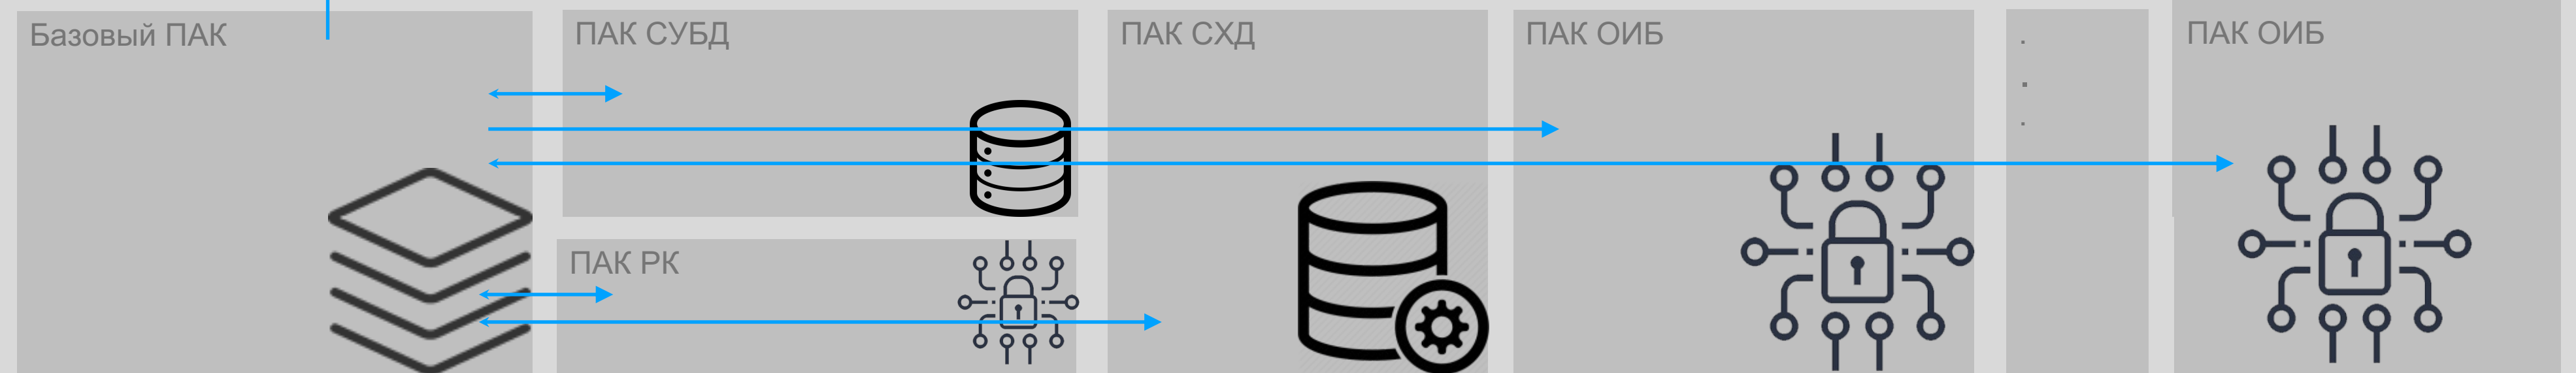 Базовый ПАК
ПАК СУБД
ПАК СХД
ПАК ОИБ
.
.
.
ПАК ОИБ
ПАК РК